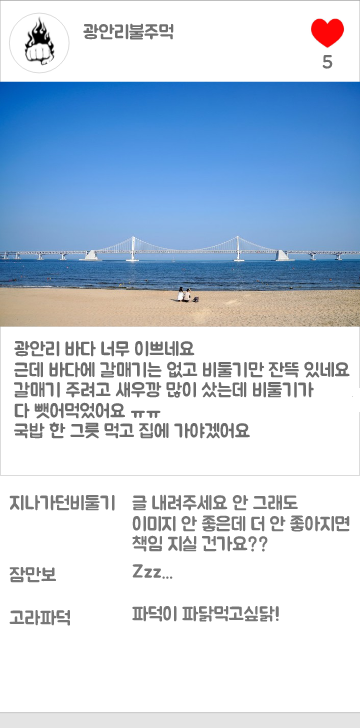 광안리불주먹
5
광안리 바다 너무 이쁘네요
근데 바다에 갈매기는 없고 비둘기만 잔뜩 있네요
갈매기 주려고 새우깡 많이 샀는데 비둘기가
다 뺏어먹었어요 ㅠㅠ
국밥 한 그릇 먹고 집에 가야겠어요
지나가던비둘기
글 내려주세요 안 그래도
이미지 안 좋은데 더 안 좋아지면
책임 지실 건가요??
잠만보
Zzz...
고라파덕
파덕이 파닭먹고싶닭!